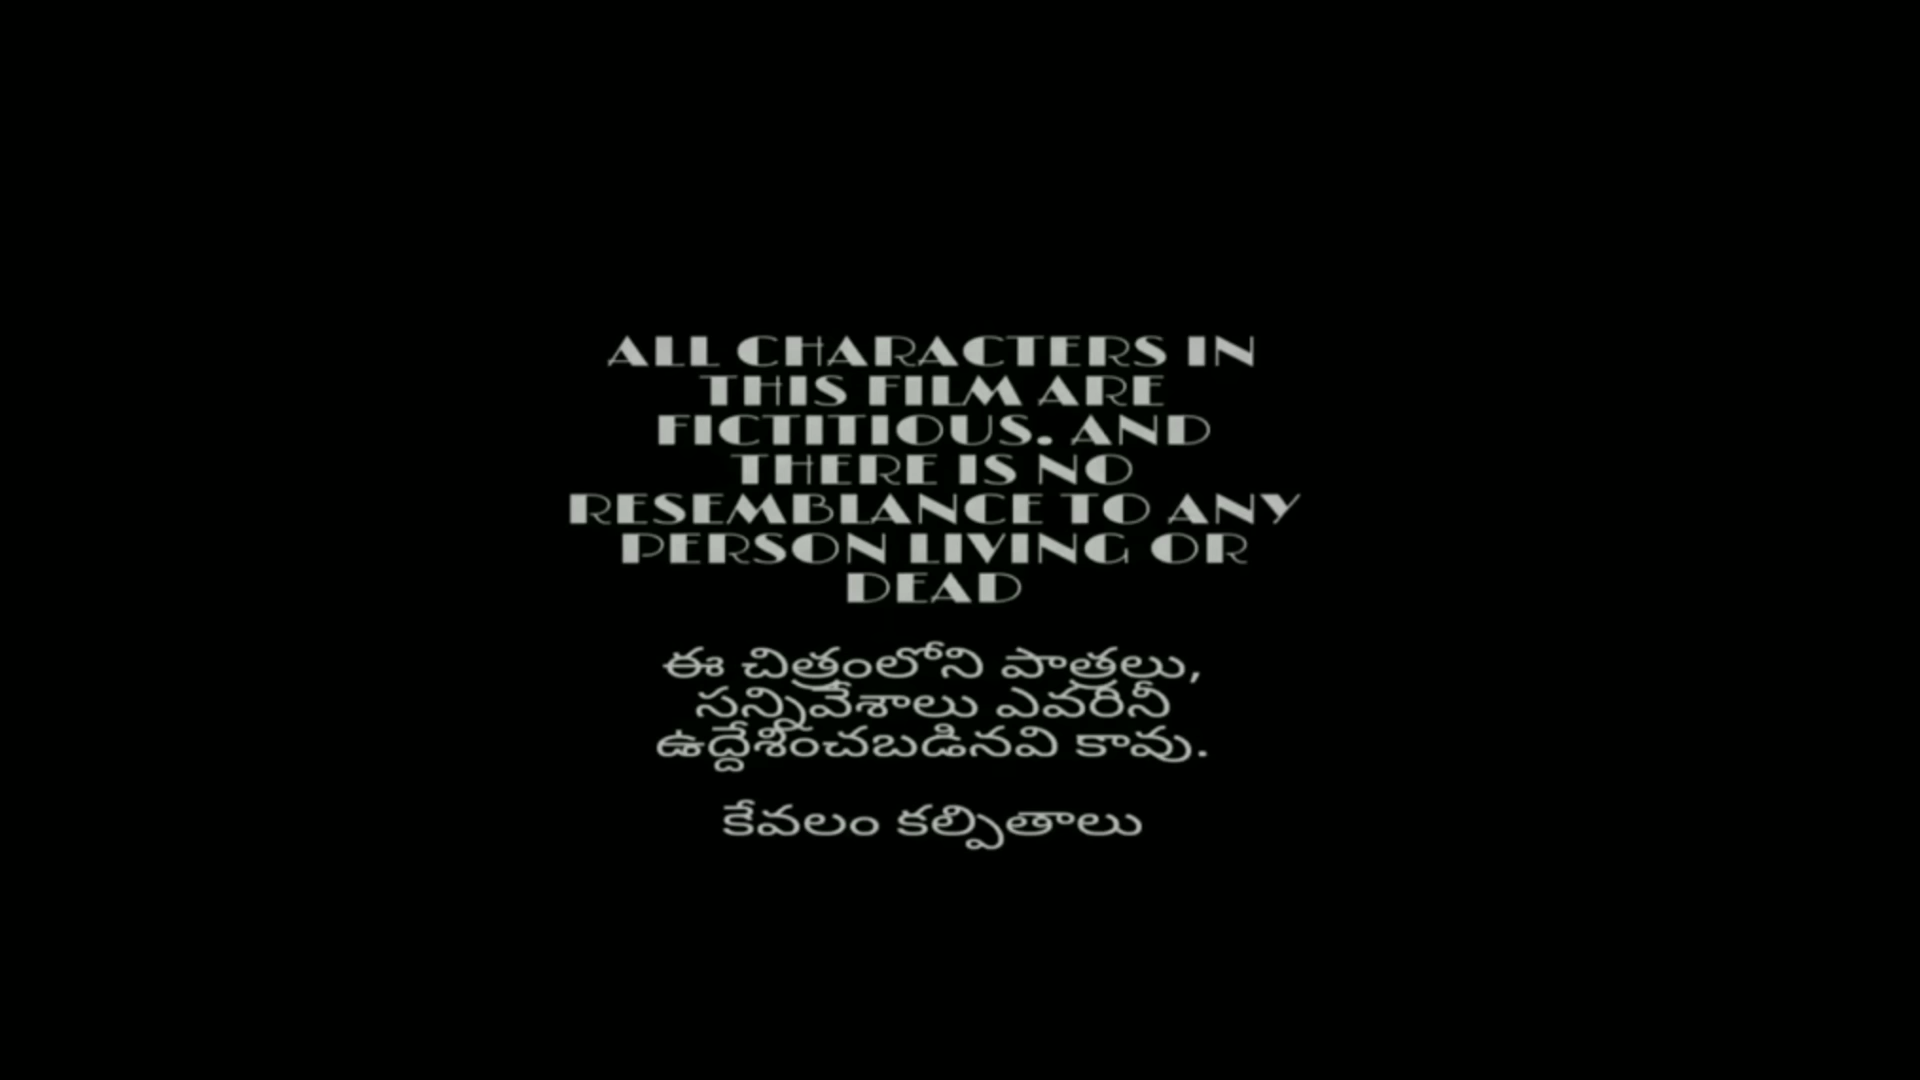 ALL CHARACTERS IN
THIS FILM ARE
FICTITIOUS. AND
THERE IS NO
RESEMBLANCE TO ANY
PERSON LIVING OR
DEAD
ఈ చిత్రంలోని పాత్రలు,
సన్నివేశాలు ఎవరినీ
ఉద్దేశించబడినవి కావు.
కేవలం కల్పితాలు